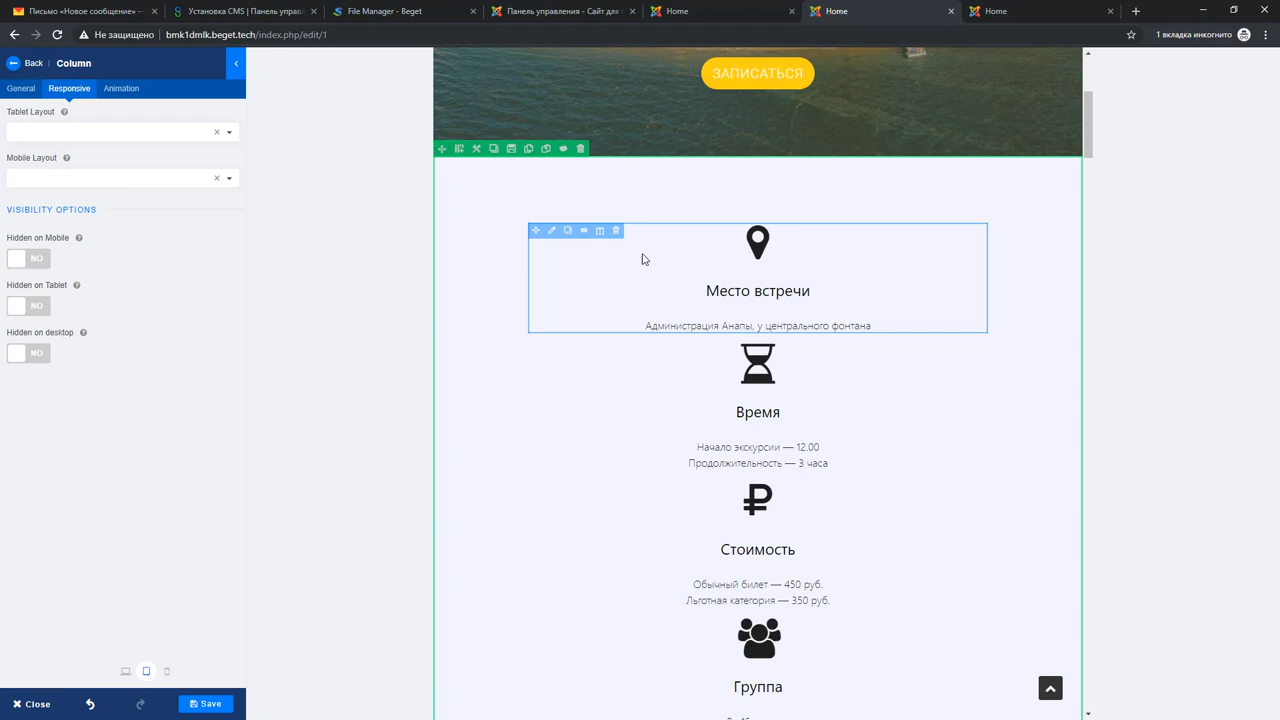 Письмо «Новое сообщение» —
Установка CMS | Панель управ
File Manager - Beget
Панель управления - Сайт для
Home
Home
Home
Не защищено
bmk1dmlk.beget.tech/index.php/edit/1
1 вкладка инкогнито
Back
Column
General
Responsive
Animation
Tablet Layout
Mobile Layout
VISIBILITY OPTIONS
Hidden on Mobile
NO
Hidden on Tablet
NO
Hidden on desktop
NO
Close
Save
ЗАПИСАТЬСЯ
Место встречи
Администрация Анапы, у центрального фонтана
Время
Начало экскурсии — 12.00
Продолжительность — 3 часа
Стоимость
Обычный билет — 450 руб.
Льготная категория — 350 руб.
Группа